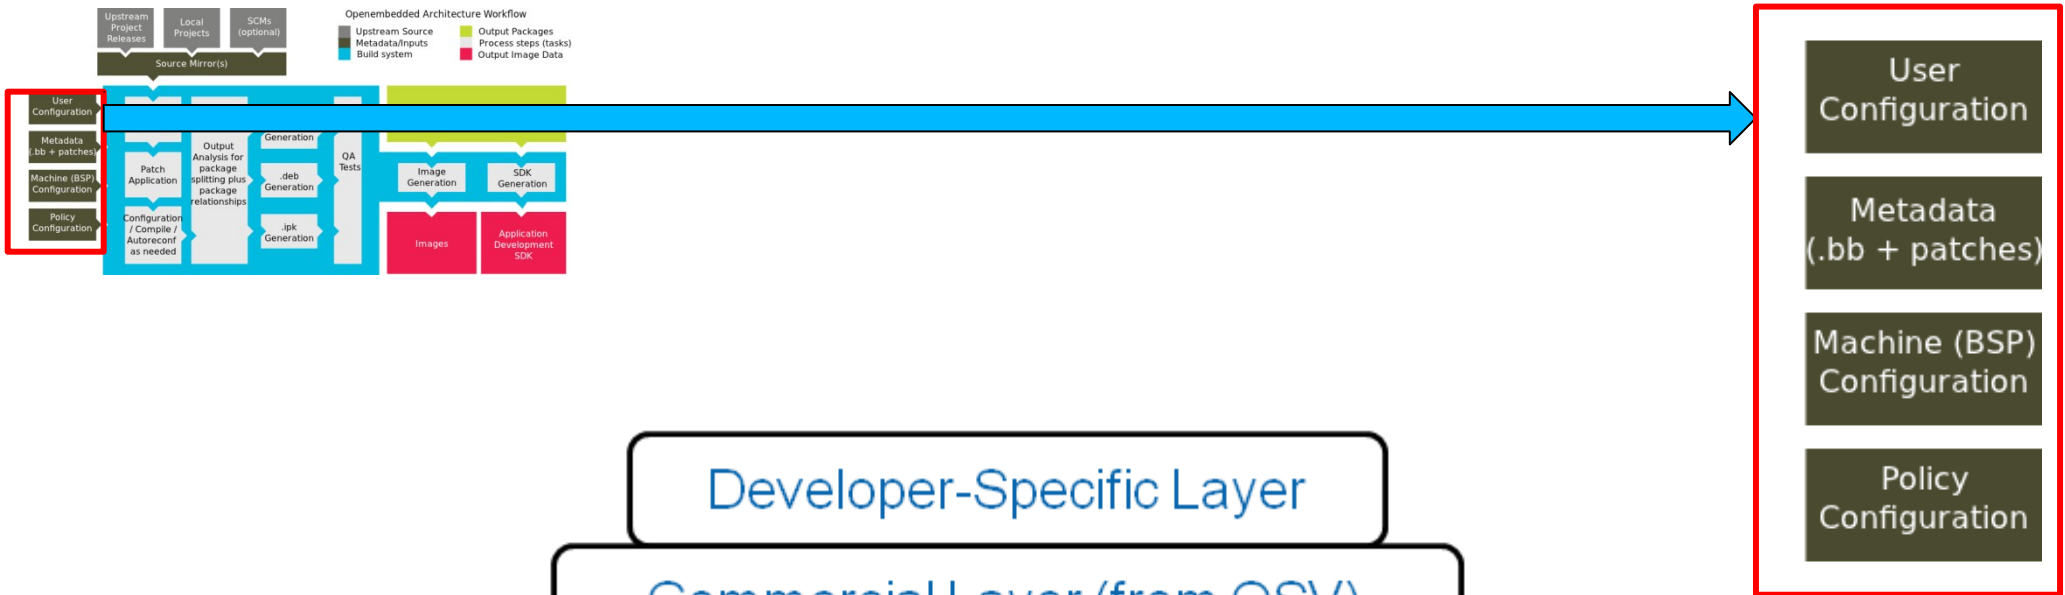 Openembedded Architecture Workflow
Upstream Source
Metadata/Inputs
Build system
Output Packages
Process steps (tasks)
Output Image Data
Upstream
Project
Releases
Local
Projects
SCMs
(optional)
Source Mirror(s)
User
Configuration
Metadata
(.bb + patches)
Machine (BSP)
Configuration
Policy
Configuration
Patch
Application
Configuration
/ Compile /
Autoreconf
as needed
Output
Analysis for
package
splitting plus
package
relationships
Generation
.deb
Generation
.ipk
Generation
QA
Tests
Image
Generation
SDK
Generation
Images
Application
Development
SDK
User
Configuration
Metadata
(.bb + patches)
Machine (BSP)
Configuration
Policy
Configuration
Developer-Specific Layer
Commercial Layer (from OSV)